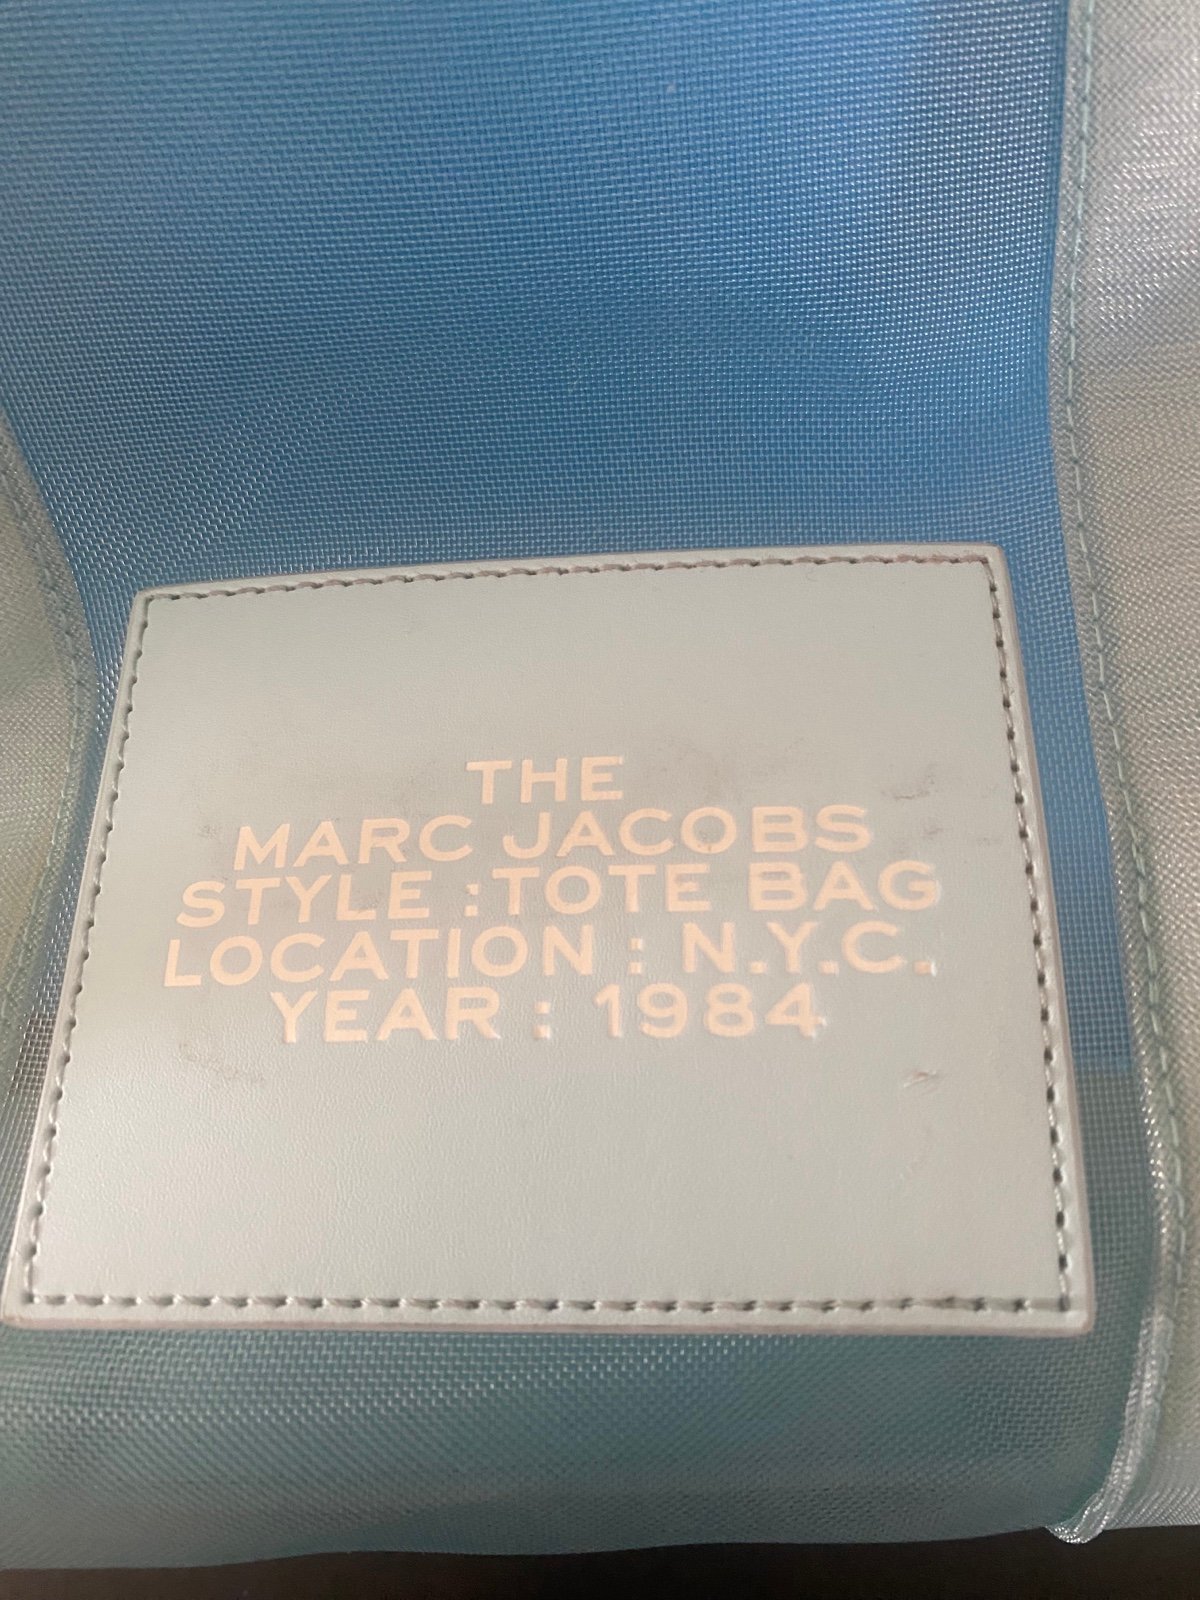 THE
MARC JACOBS
STYLE :TOTE BAG
LOCATION : N.Y.C.
YEAR : 1984